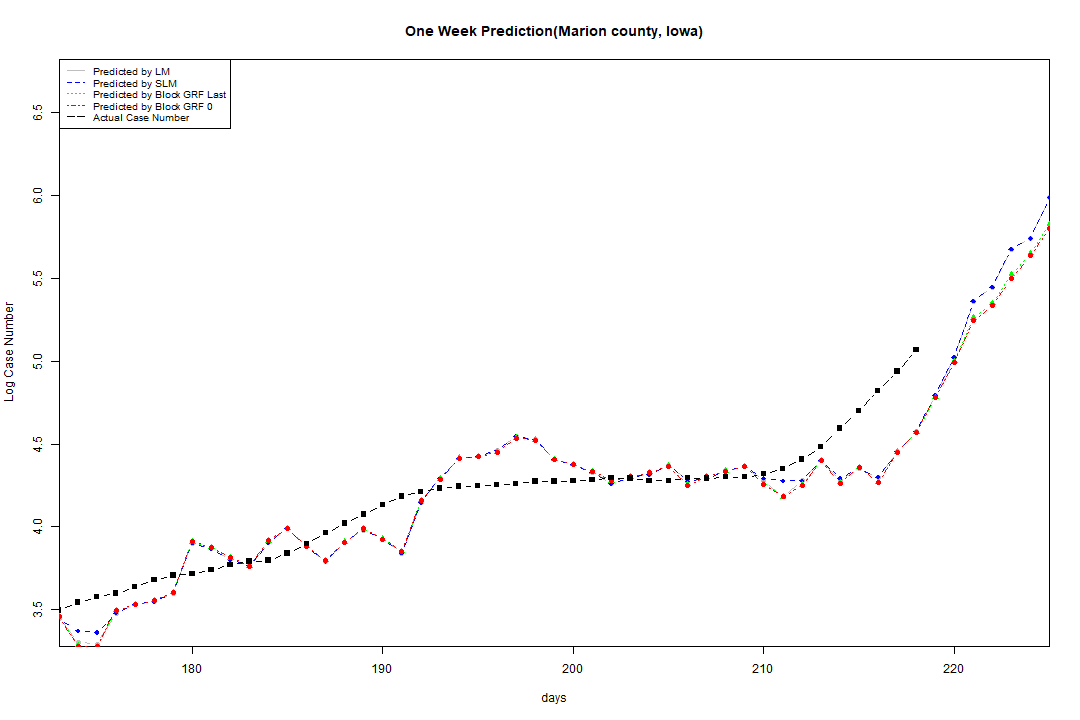 One Week Prediction(Marion county, Iowa)
Predicted by LM
Predicted by SLM
Predicted by Block GRF Last
Predicted by Block GRF 0
Actual Case Number
6.5
6.0
5.5
5.0
4.5
4.0
3.5
Log Case Number
180 190 200 210 220
days